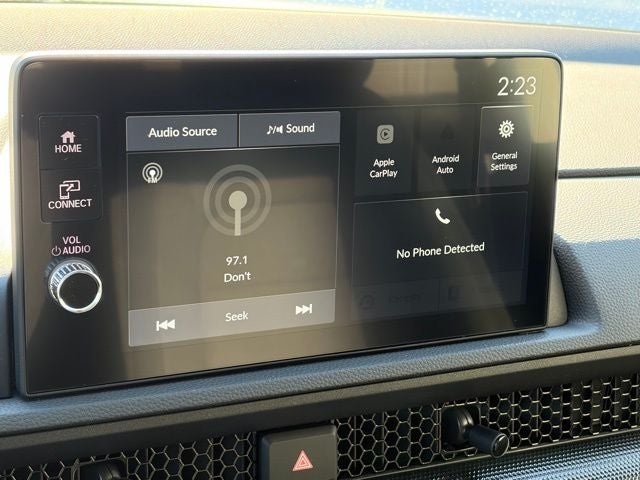 2:23
HOME
CONNECT
VOL
AUDIO
Audio Source
Sound
FM
97.1
Don't
Seek
Apple
CarPlay
Android
Auto
General
Settings
No Phone Detected